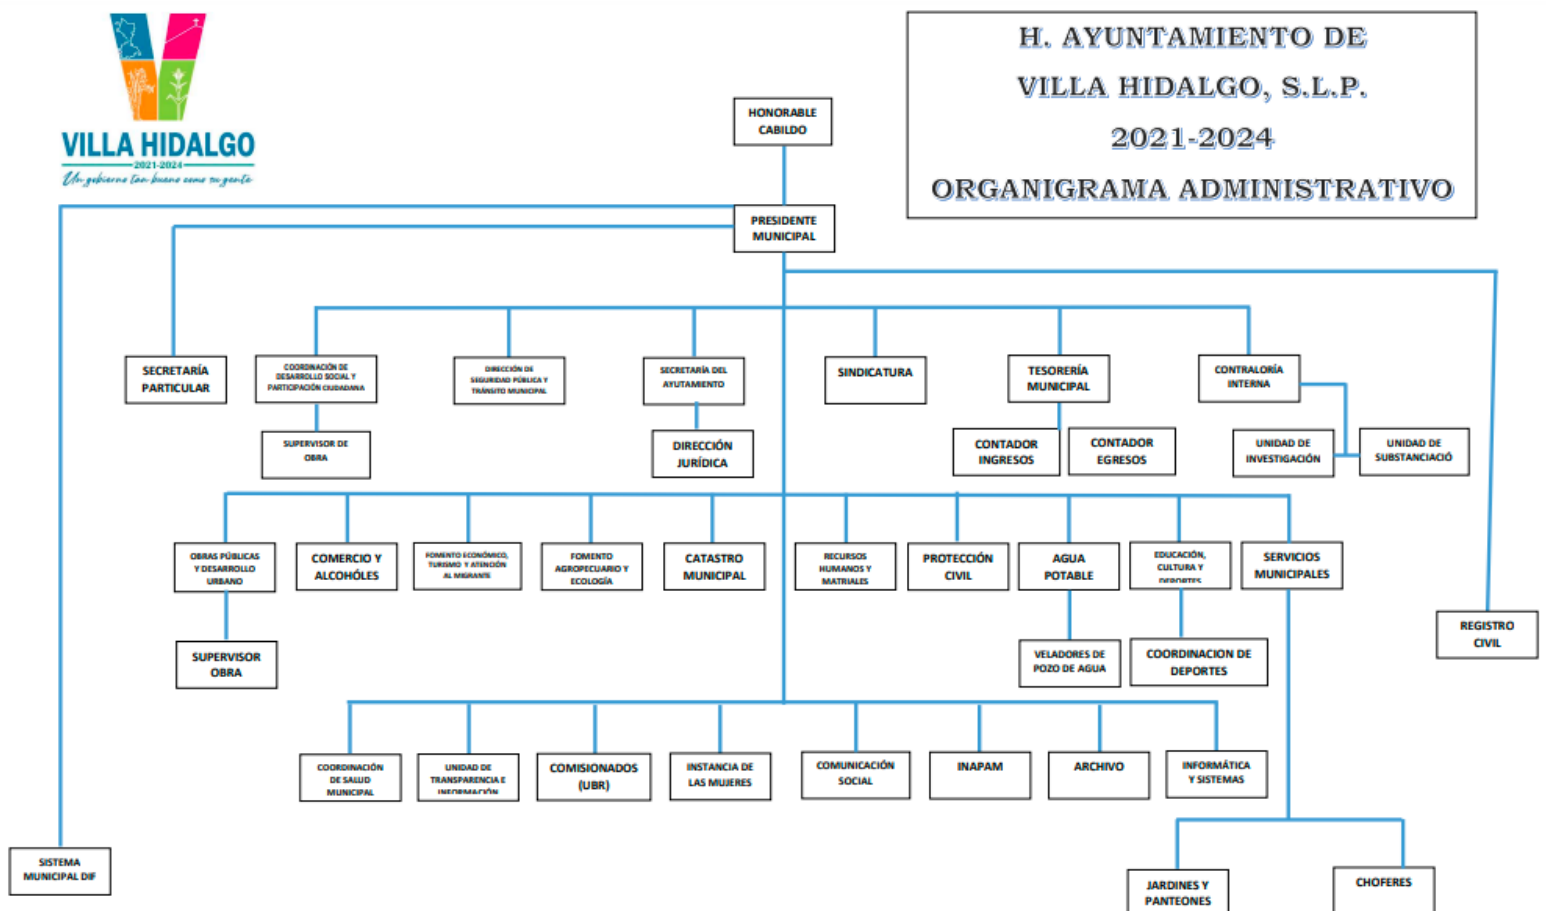 VILLA HIDALGO
2021-2024
Un gobierno tan bueno como su gente
H. AYUNTAMIENTO DE
VILLA HIDALGO, S.L.P.
2021-2024
ORGANIGRAMA ADMINISTRATIVO
HONORABLE
CABILDO
PRESIDENTE
MUNICIPAL
SECRETARÍA
PARTICULAR
COORDINACIÓN DE
DESARROLLO SOCIAL Y
PARTICIPACIÓN CIUDADANA
DIRECCIÓN DE
SEGURIDAD PÚBLICA Y
TRÁNSITO MUNICIPAL
SECRETARÍA DEL
AYUTAMIENTO
SINDICATURA
TESORERÍA
MUNICIPAL
CONTRALORÍA
INTERNA
SUPERVISOR DE
OBRA
DIRECCIÓN
JURÍDICA
CONTADOR
INGRESOS
CONTADOR
EGRESOS
UNIDAD DE
INVESTIGACIÓN
UNIDAD DE
SUBSTANCIACIÓ
OBRAS PÚBLICAS
Y DESARROLLO
URBANO
COMERCIO Y
ALCOHÓLES
FOMENTO ECONÓMICO,
TURISMO Y ATENCIÓN
AL MIGRANTE
FOMENTO
AGROPECUARIO Y
ECOLOGÍA
CATASTRO
MUNICIPAL
RECURSOS
HUMANOS Y
MATRIALES
PROTECCIÓN
CIVIL
AGUA
POTABLE
EDUCACIÓN,
CULTURA Y
DEPORTES
SERVICIOS
MUNICIPALES
REGISTRO
CIVIL
SUPERVISOR
OBRA
VELADORES DE
POZO DE AGUA
COORDINACION DE
DEPORTES
COORDINACIÓN
DE SALUD
MUNICIPAL
UNIDAD DE
TRANSPARENCIA E
INFORMACIÓN
COMISIONADOS
(UBR)
INSTANCIA DE
LAS MUJERES
COMUNICACIÓN
SOCIAL
INAPAM
ARCHIVO
INFORMÁTICA
Y SISTEMAS
SISTEMA
MUNICIPAL DIF
JARDINES Y
PANTEONES
CHOFERES